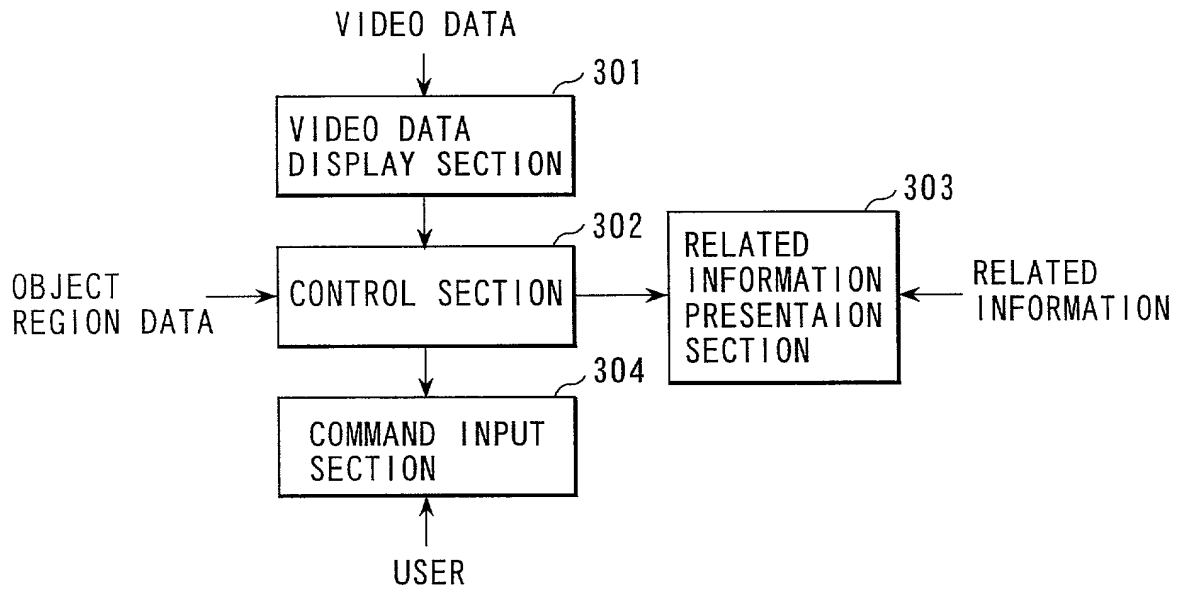 VIDEO DATA
301
VIDEO DATA
DISPLAY SECTION
302
CONTROL SECTION
OBJECT
REGION DATA
303
RELATED
INFORMATION
PRESENTAION
SECTION
RELATED
INFORMATION
304
COMMAND INPUT
SECTION
USER